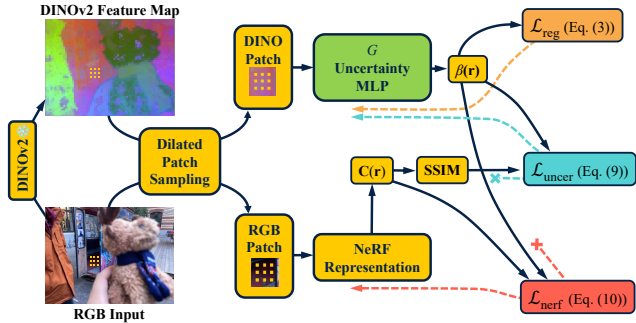 DINOv2 Feature Map
DINOv2
RGB Input
Dilated
Patch
Sampling
DINO
Patch
RGB
Patch
G
Uncertainty
MLP
β(r)
C(r)
SSIM
NeRF
Representation
ℒreg (Eq. (3))
ℒuncer (Eq. (9))
ℒnerf (Eq. (10))